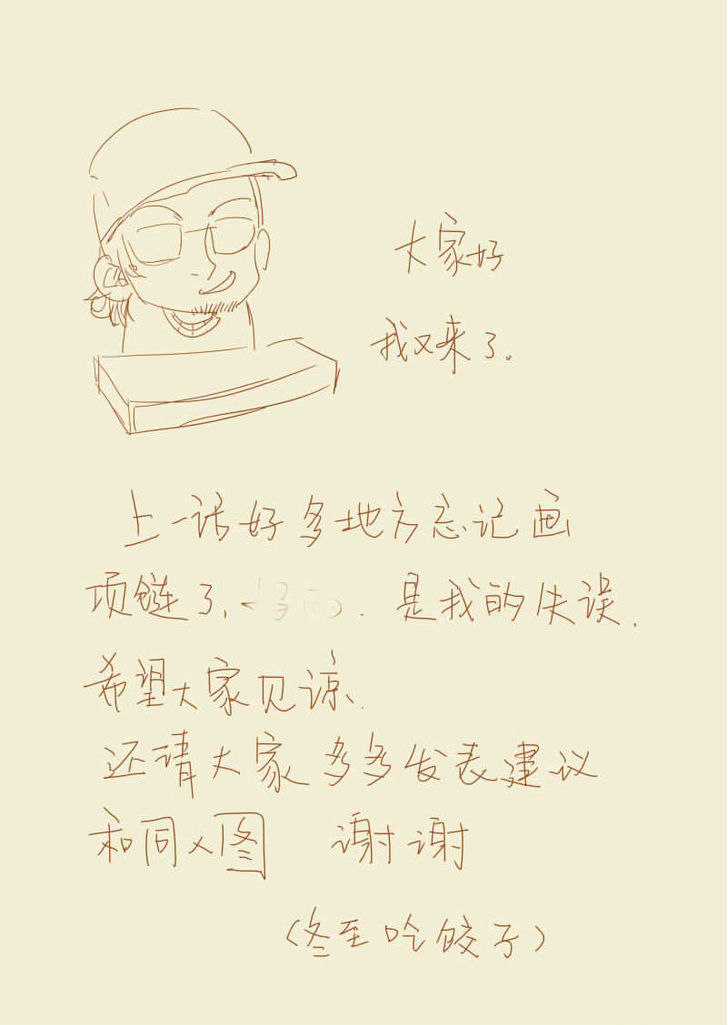 大家好
我又来了。
上一话好多地方忘记画
项链了, 是我的失误.
希望大家见谅.
还请大家多多发表建议
和同人图 谢谢
(冬至吃饺子)